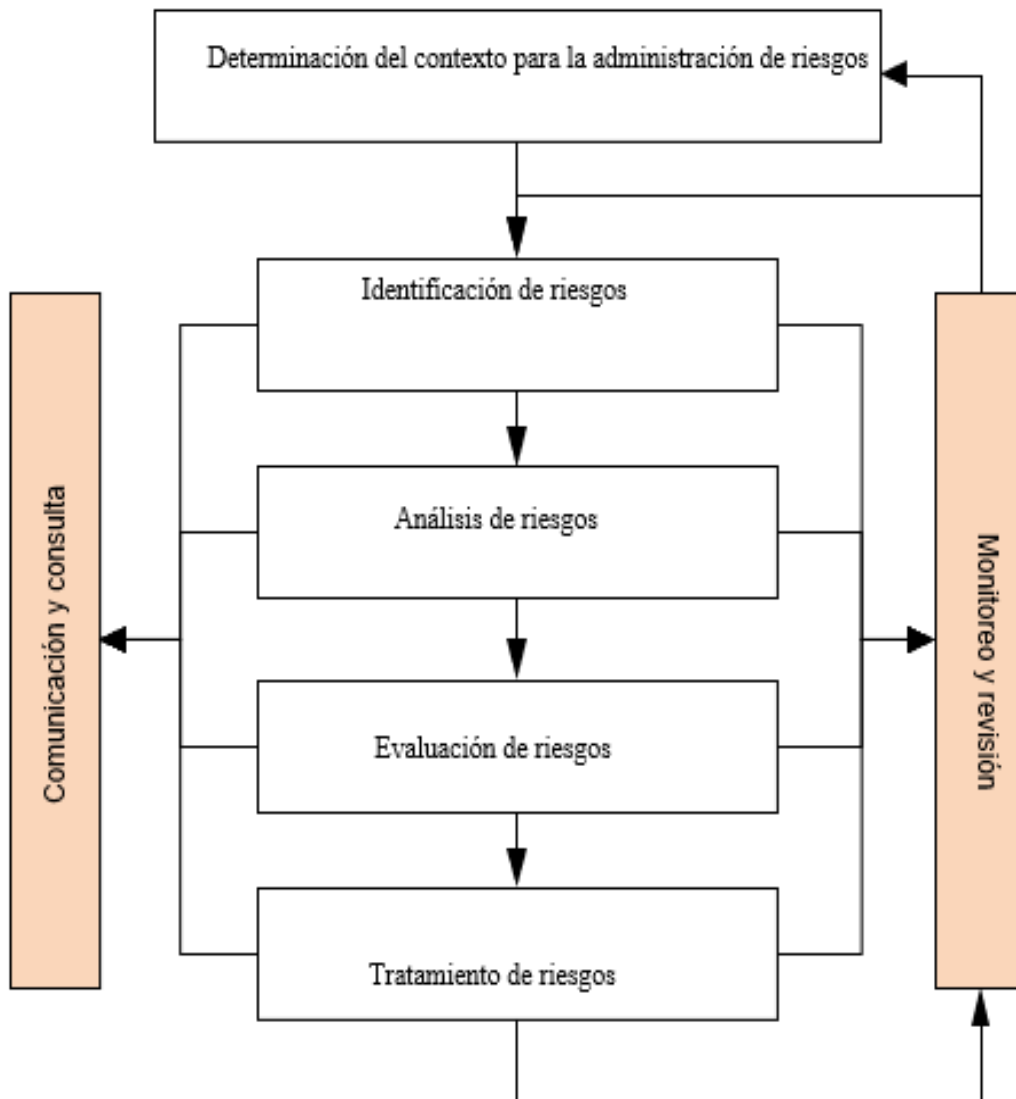 Determinación del contexto para la administración de riesgos
Identificación de riesgos
Análisis de riesgos
Evaluación de riesgos
Tratamiento de riesgos
Comunicación y consulta
Monitoreo y revisión